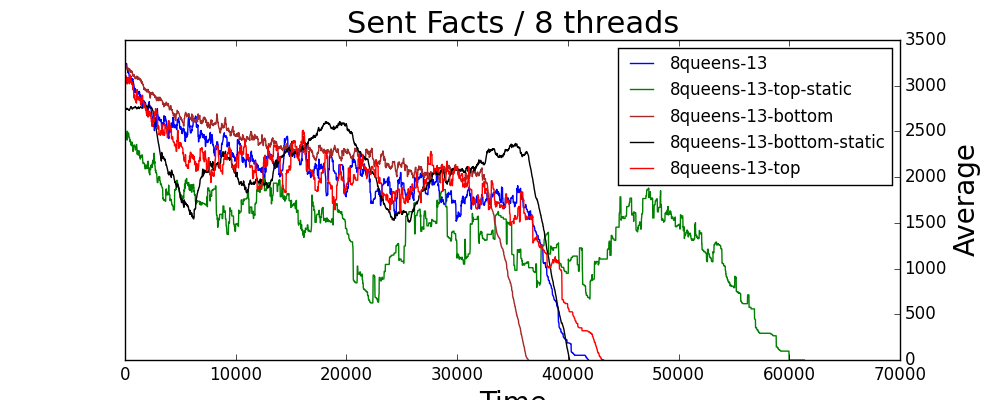 Sent Facts / 8 threads
8queens-13
8queens-13-top-static
8queens-13-bottom
8queens-13-bottom-static
8queens-13-top
3500
3000
2500
2000
1500
1000
500
0
Average
0 10000 20000 30000 40000 50000 60000 70000
Time